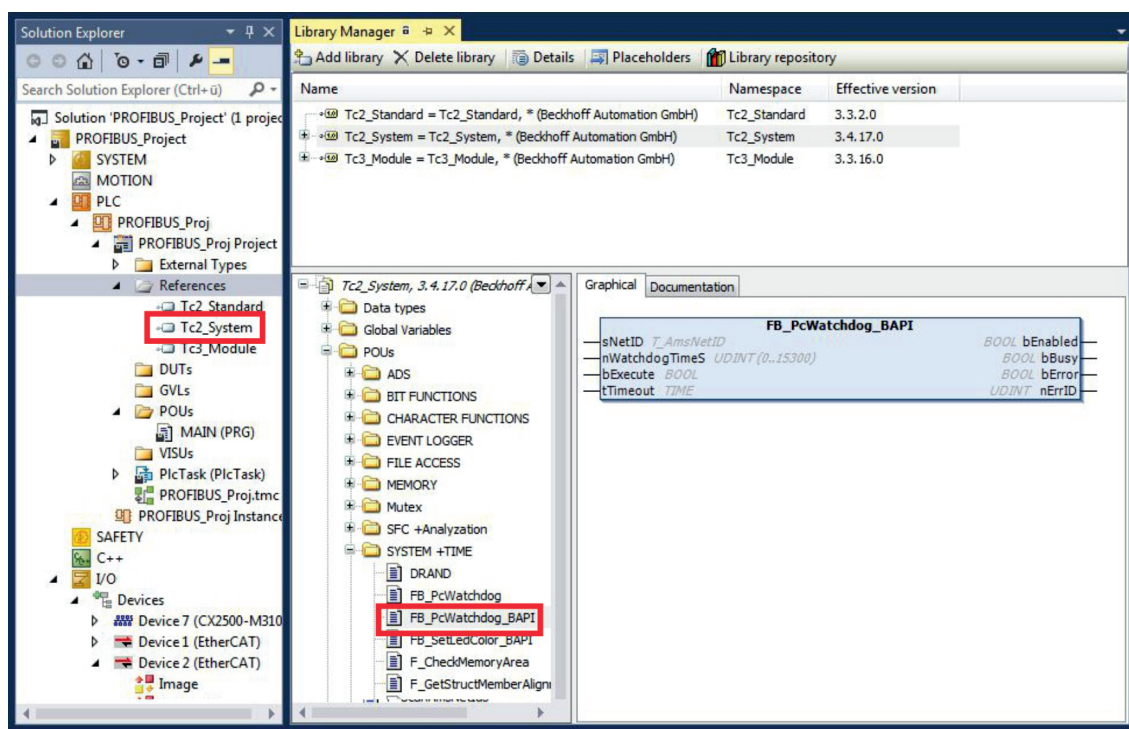 Solution Explorer
Search Solution Explorer (Ctrl+ü)
Solution 'PROFIBUS_Project' (1 projec
PROFIBUS_Project
SYSTEM
MOTION
PLC
PROFIBUS_Proj
PROFIBUS_Proj Project
External Types
References
Tc2_Standard
Tc2_System
Tc3_Module
DUTs
GVLs
POUs
MAIN (PRG)
VISUs
PlcTask (PlcTask)
PROFIBUS_Proj.tmc
PROFIBUS_Proj Instance
SAFETY
C++
I/O
Devices
Device 7 (CX2500-M310
Device 1 (EtherCAT)
Device 2 (EtherCAT)
Image
Library Manager
Add library Delete library Details Placeholders Library repository
Name Namespace Effective version
Tc2_Standard = Tc2_Standard, * (Beckhoff Automation GmbH) Tc2_Standard 3.3.2.0
Tc2_System = Tc2_System, * (Beckhoff Automation GmbH) Tc2_System 3.4.17.0
Tc3_Module = Tc3_Module, * (Beckhoff Automation GmbH) Tc3_Module 3.3.16.0
Tc2_System, 3.4.17.0 (Beckhoff A
Data types
Global Variables
POUs
ADS
BIT FUNCTIONS
CHARACTER FUNCTIONS
EVENT LOGGER
FILE ACCESS
MEMORY
Mutex
SFC +Analyzation
SYSTEM +TIME
DRAND
FB_PcWatchdog
FB_PcWatchdog_BAPI
FB_SetLedColor_BAPI
F_CheckMemoryArea
F_GetStructMemberAlignm
Graphical Documentation
FB_PcWatchdog_BAPI
sNetID T_AmsNetID BOOL bEnabled
nWatchdogTimeS UDINT (0..15300) BOOL bBusy
bExecute BOOL BOOL bError
tTimeout TIME UDINT nErrID